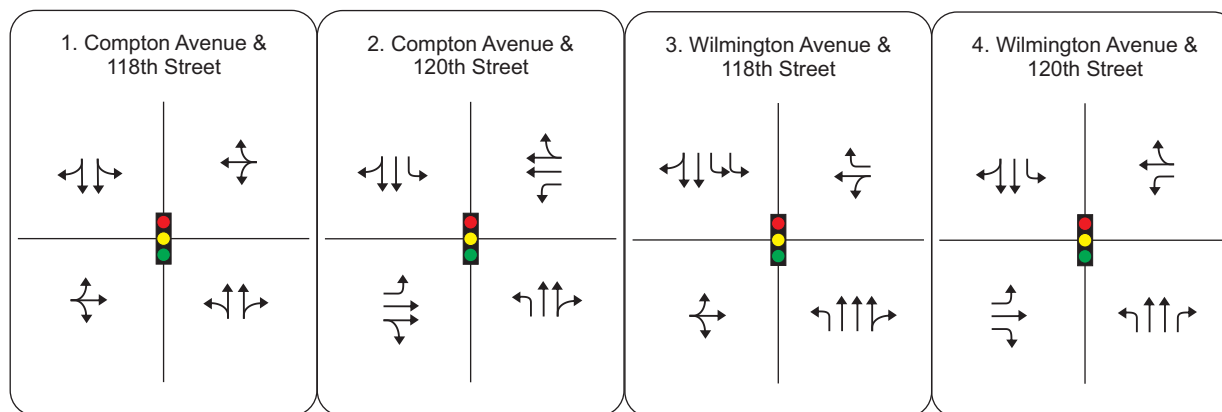 1. Compton Avenue &
118th Street
2. Compton Avenue &
120th Street
3. Wilmington Avenue &
118th Street
4. Wilmington Avenue &
120th Street